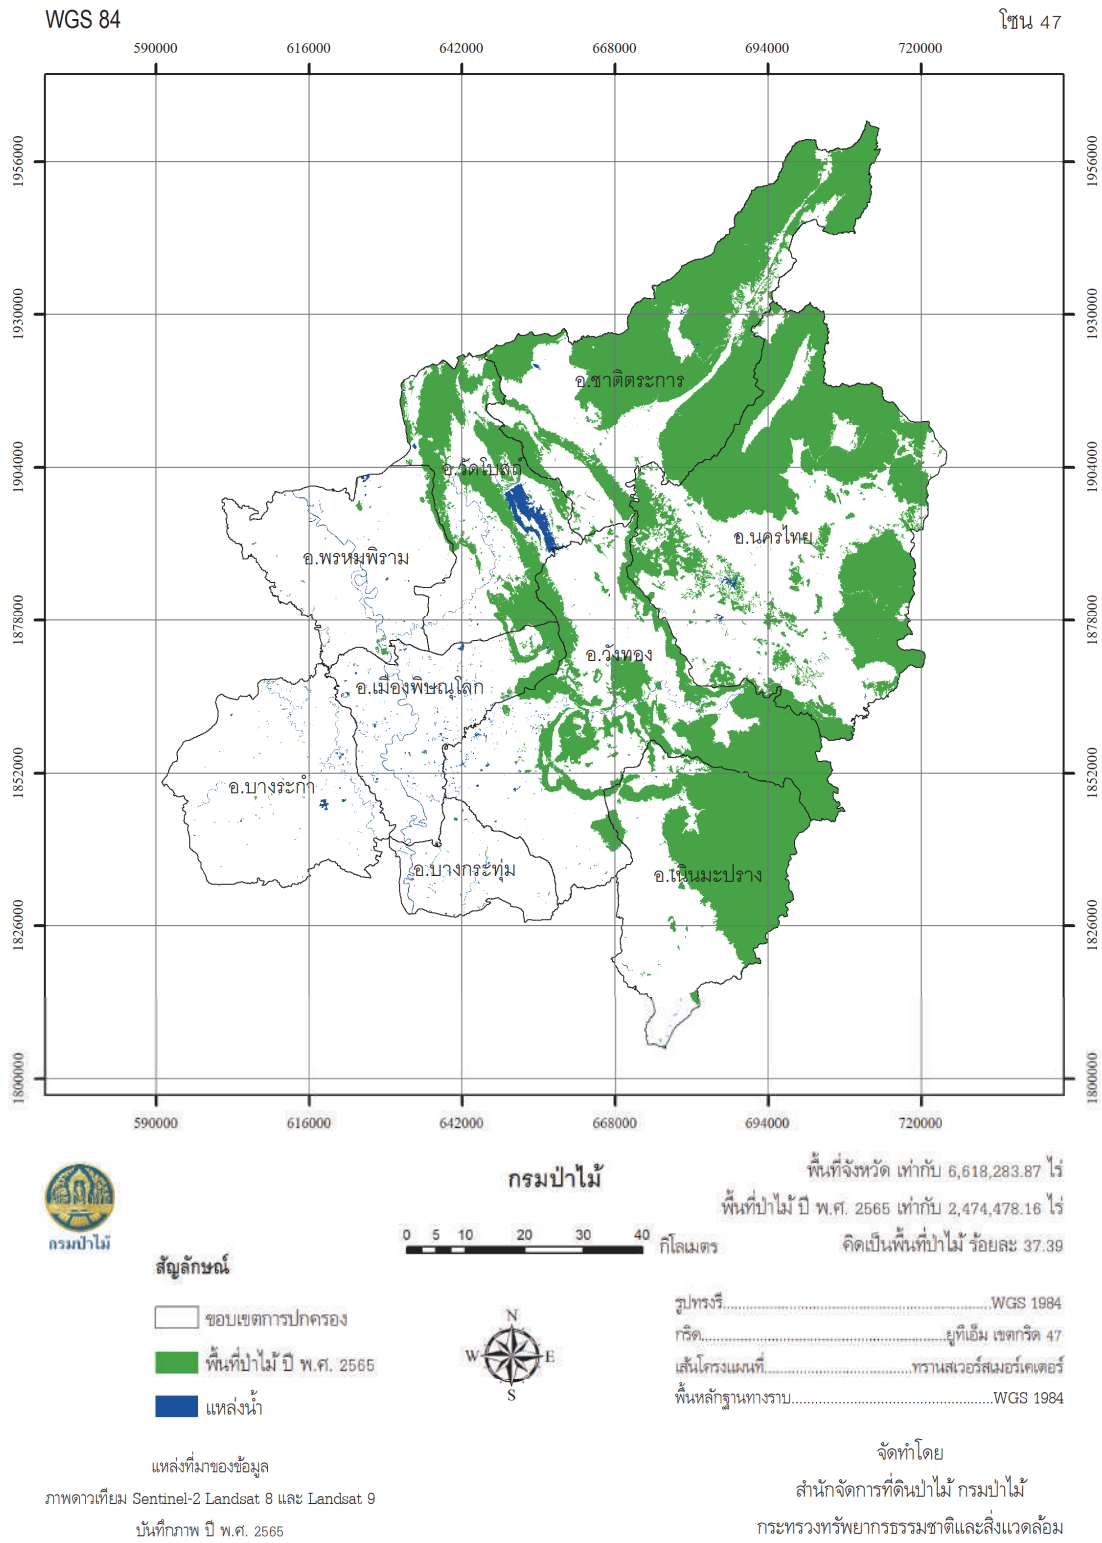 WGS 84
โซน 47
590000 616000 642000 668000 694000 720000
1956000 1956000
1930000 1930000
อ.ชาติตระการ
1904000 1904000
อ.วัดโบสถ์
อ.นครไทย
อ.พรหมพิราม
1878000 1878000
อ.วังทอง
อ.เมืองพิษณุโลก
1852000 1852000
อ.บางระกำ
อ.บางกระทุ่ม
อ.เนินมะปราง
1826000 1826000
1800000 1800000
590000 616000 642000 668000 694000 720000
กรมป่าไม้
กรมป่าไม้
0 5 10 20 30 40 กิโลเมตร
พื้นที่จังหวัด เท่ากับ 6,618,283.87 ไร่
พื้นที่ป่าไม้ ปี พ.ศ. 2565 เท่ากับ 2,474,478.16 ไร่
คิดเป็นพื้นที่ป่าไม้ ร้อยละ 37.39
สัญลักษณ์
ขอบเขตการปกครอง
พื้นที่ป่าไม้ ปี พ.ศ. 2565
แหล่งน้ำ
N
W E
S
รูปทรงรี........................................................WGS 1984
กริด........................................................ยูทีเอ็ม เขตกริด 47
เส้นโครงแผนที่................................ทรานสเวอร์สเมอร์เคเตอร์
พื้นหลักฐานทางราบ................................................WGS 1984
แหล่งที่มาของข้อมูล
ภาพดาวเทียม Sentinel-2 Landsat 8 และ Landsat 9
บันทึกภาพ ปี พ.ศ. 2565
จัดทำโดย
สำนักจัดการที่ดินป่าไม้ กรมป่าไม้
กระทรวงทรัพยากรธรรมชาติและสิ่งแวดล้อม